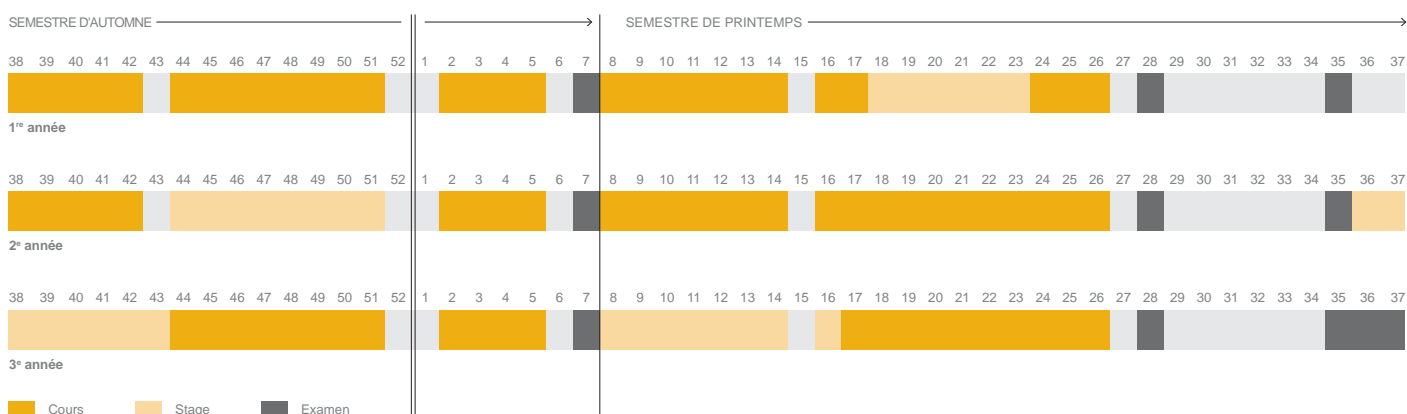 SEMESTRE D'AUTOMNE SEMESTRE DE PRINTEMPS
38 39 40 41 42 43 44 45 46 47 48 49 50 51 52 1 2 3 4 5 6 7 8 9 10 11 12 13 14 15 16 17 18 19 20 21 22 23 24 25 26 27 28 29 30 31 32 33 34 35 36 37
1re année
38 39 40 41 42 43 44 45 46 47 48 49 50 51 52 1 2 3 4 5 6 7 8 9 10 11 12 13 14 15 16 17 18 19 20 21 22 23 24 25 26 27 28 29 30 31 32 33 34 35 36 37
2e année
38 39 40 41 42 43 44 45 46 47 48 49 50 51 52 1 2 3 4 5 6 7 8 9 10 11 12 13 14 15 16 17 18 19 20 21 22 23 24 25 26 27 28 29 30 31 32 33 34 35 36 37
3e année
Cours Stage Examen